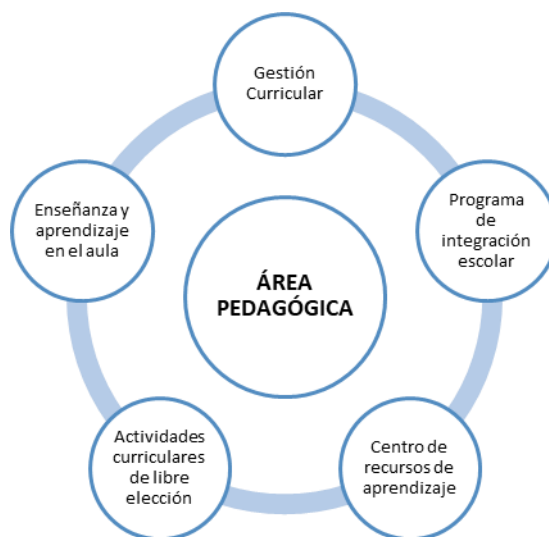 Gestión
Curricular
Programa
de
integración
escolar
Centro de
recursos de
aprendizaje
Actividades
curriculares
de libre
elección
Enseñanza y
aprendizaje
en el aula
ÁREA
PEDAGÓGICA